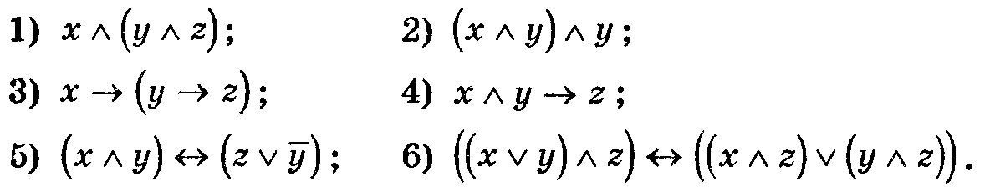 1) x ∧ (y ∧ z); 2) (x ∧ y) ∧ y;
3) x → (y → z); 4) x ∧ y → z;
5) (x ∧ y) ↔ (z ∨ y̅); 6) ((x ∨ y) ∧ z) ↔ ((x ∧ z) ∨ (y ∧ z)).